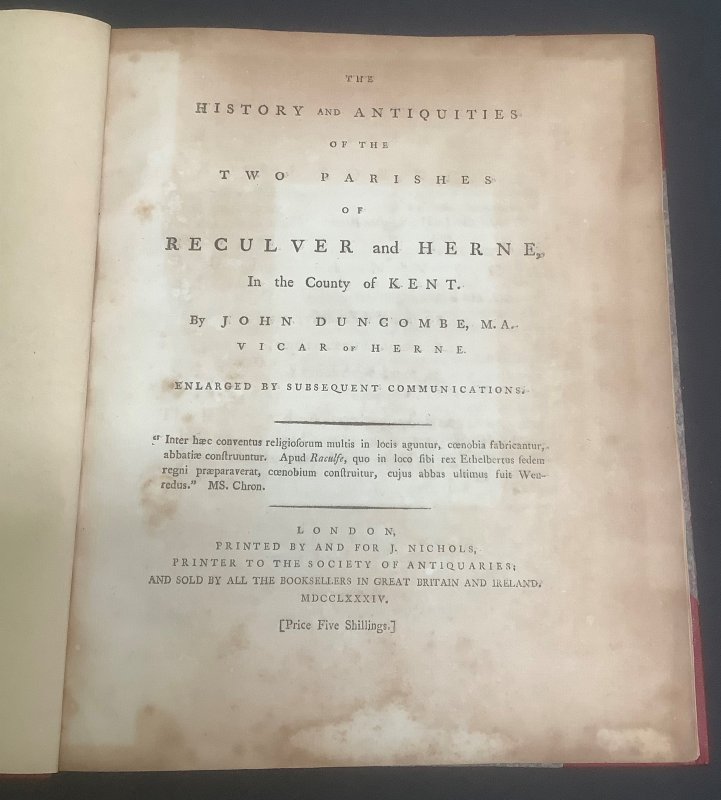 THE
HISTORY AND ANTIQUITIES
OF THE
TWO PARISHES
OF
RECULVER and HERNE,
In the County of KENT.
By JOHN DUNCOMBE, M.A.
VICAR OF HERNE.
ENLARGED BY SUBSEQUENT COMMUNICATIONS.
“ Inter hæc conventus religioſorum multis in locis aguntur, cœnobia fabricantur,
abbatiæ conſtruuntur. Apud Raculfe, quo in loco ſibi rex Ethelbertus ſedem
regni præparaverat, cœnobium conſtruitur, cujus abbas ultimus fuit Wen-
redus.” MS. Chron.
LONDON,
PRINTED BY AND FOR J. NICHOLS,
PRINTER TO THE SOCIETY OF ANTIQUARIES;
AND SOLD BY ALL THE BOOKSELLERS IN GREAT BRITAIN AND IRELAND.
MDCCLXXXIV.
[Price Five Shillings.]